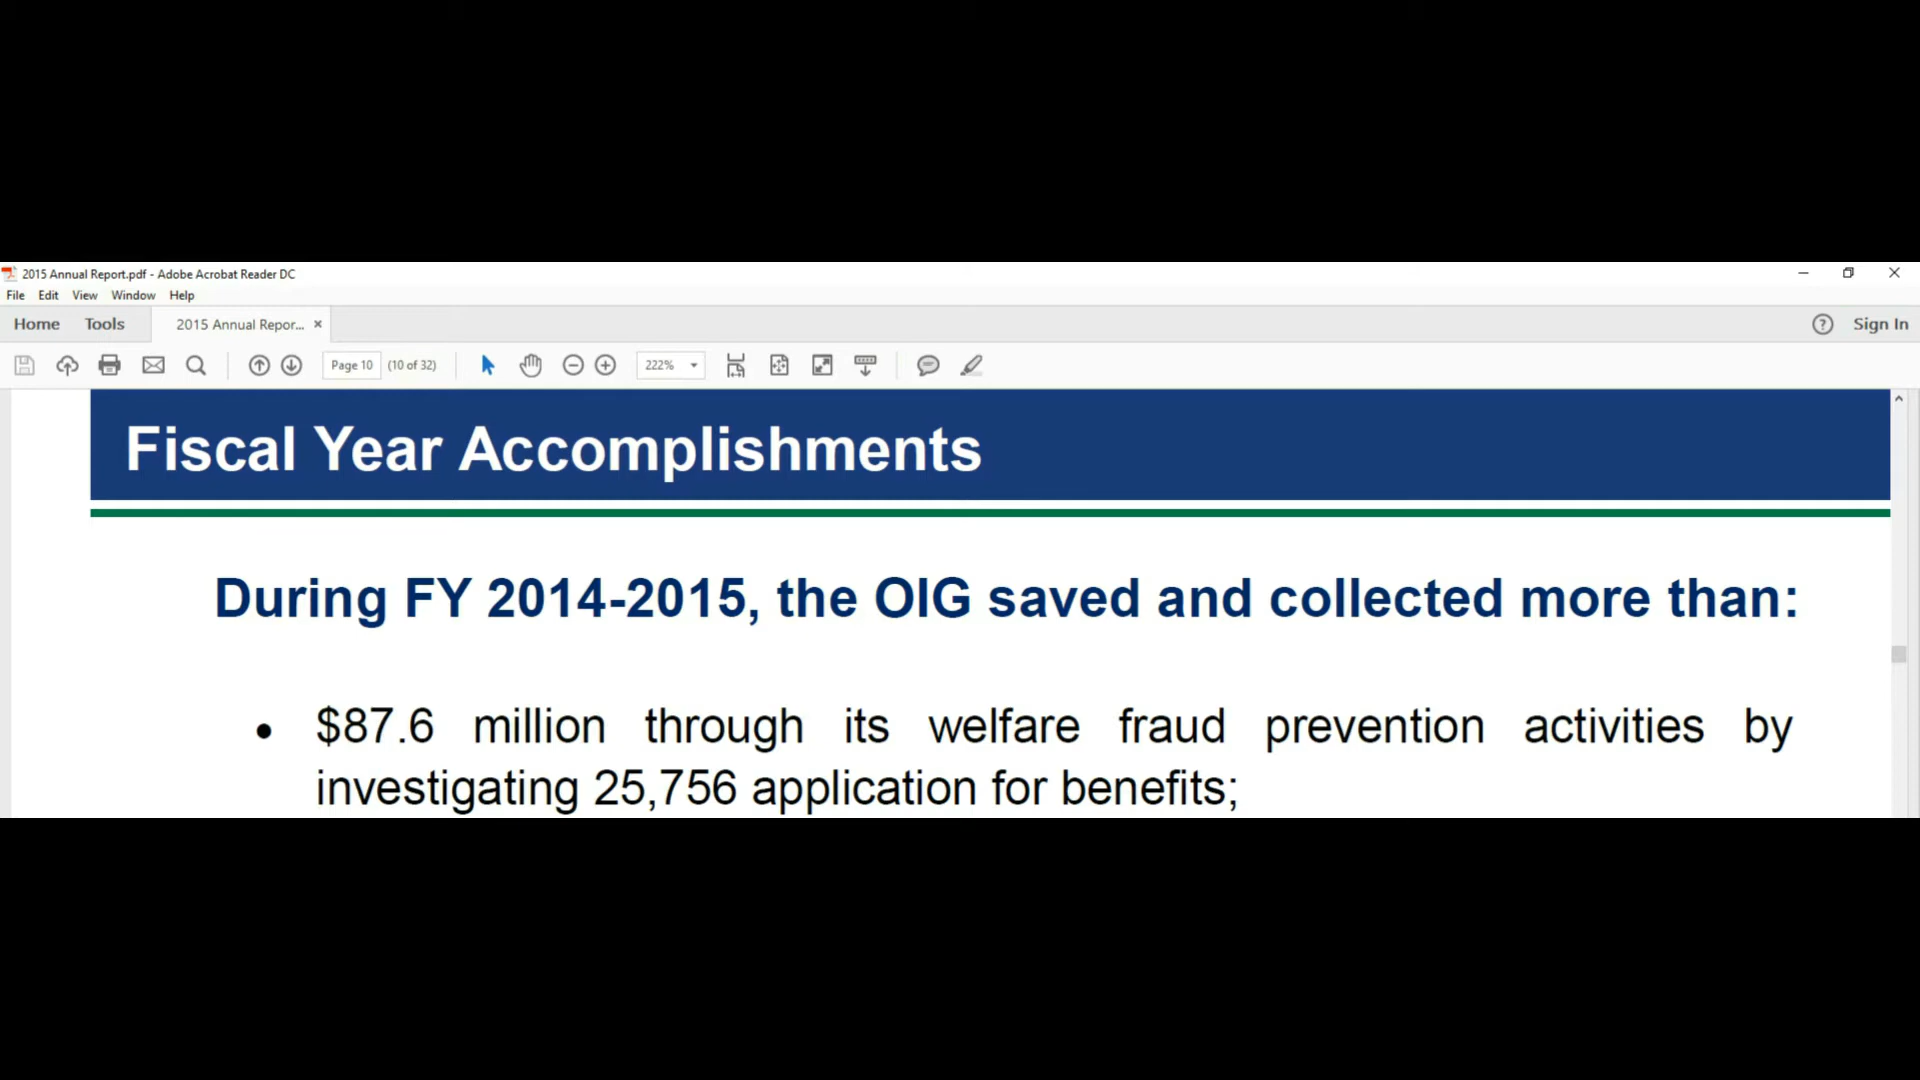 2015 Annual Report.pdf - Adobe Acrobat Reader DC
File Edit View Window Help
Home Tools 2015 Annual Repor... × Sign In
Page 10 (10 of 32) 222%
Fiscal Year Accomplishments
During FY 2014-2015, the OIG saved and collected more than:
• $87.6 million through its welfare fraud prevention activities by
investigating 25,756 application for benefits;